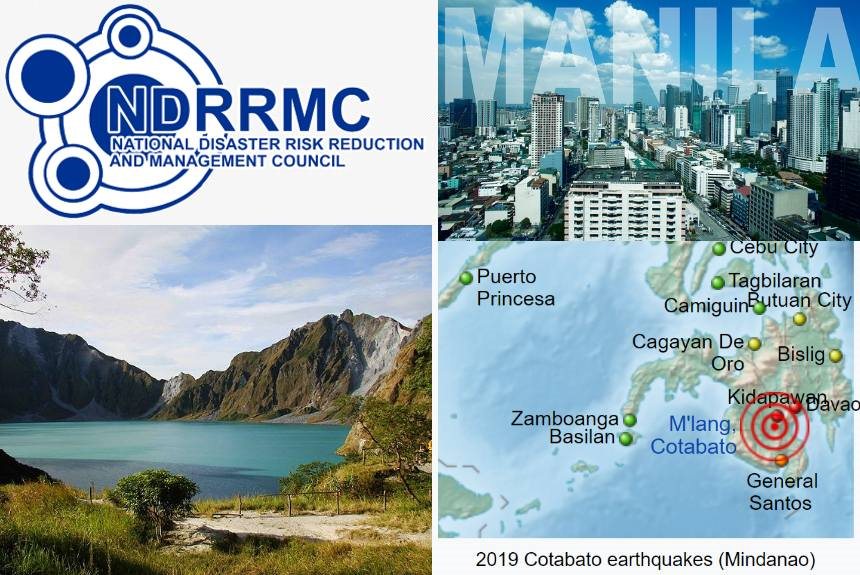 NDRRMC
NATIONAL DISASTER RISK REDUCTION
AND MANAGEMENT COUNCIL
MANILA
Cebu City
Puerto
Princesa
Tagbilaran
Camiguin
Butuan City
Cagayan De
Oro
Bislig
Kidapawan
Davao
Zamboanga
Basilan
M'lang,
Cotabato
General
Santos
2019 Cotabato earthquakes (Mindanao)